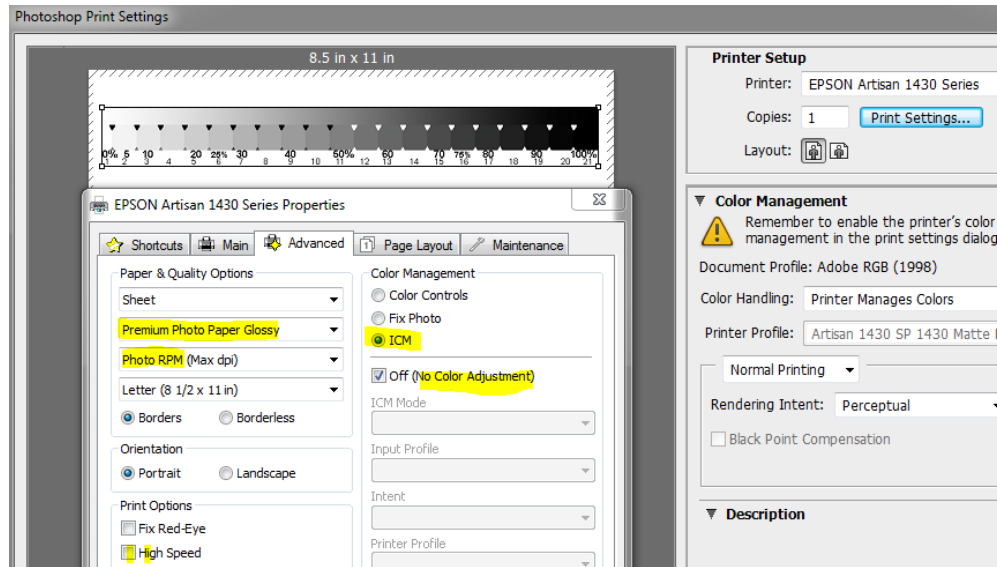 Photoshop Print Settings
8.5 in x 11 in
0% 5 10 20 25% 30 40 50% 60 70 75% 80 90 100%
1 2 3 4 5 6 7 8 9 10 11 12 13 14 15 16 17 18 19 20 21
Printer Setup
Printer: EPSON Artisan 1430 Series
Copies: 1 Print Settings...
Layout:
Color Management
Remember to enable the printer's color
management in the print settings dialog
Document Profile: Adobe RGB (1998)
Color Handling: Printer Manages Colors
Printer Profile: Artisan 1430 SP 1430 Matte
Normal Printing
Rendering Intent: Perceptual
Black Point Compensation
Description
EPSON Artisan 1430 Series Properties
Shortcuts Main Advanced Page Layout Maintenance
Paper & Quality Options
Sheet
Premium Photo Paper Glossy
Photo RPM (Max dpi)
Letter (8 1/2 x 11 in)
Borders Borderless
Orientation
Portrait Landscape
Print Options
Fix Red-Eye
High Speed
Color Management
Color Controls
Fix Photo
ICM
Off (No Color Adjustment)
ICM Mode
Input Profile
Intent
Printer Profile